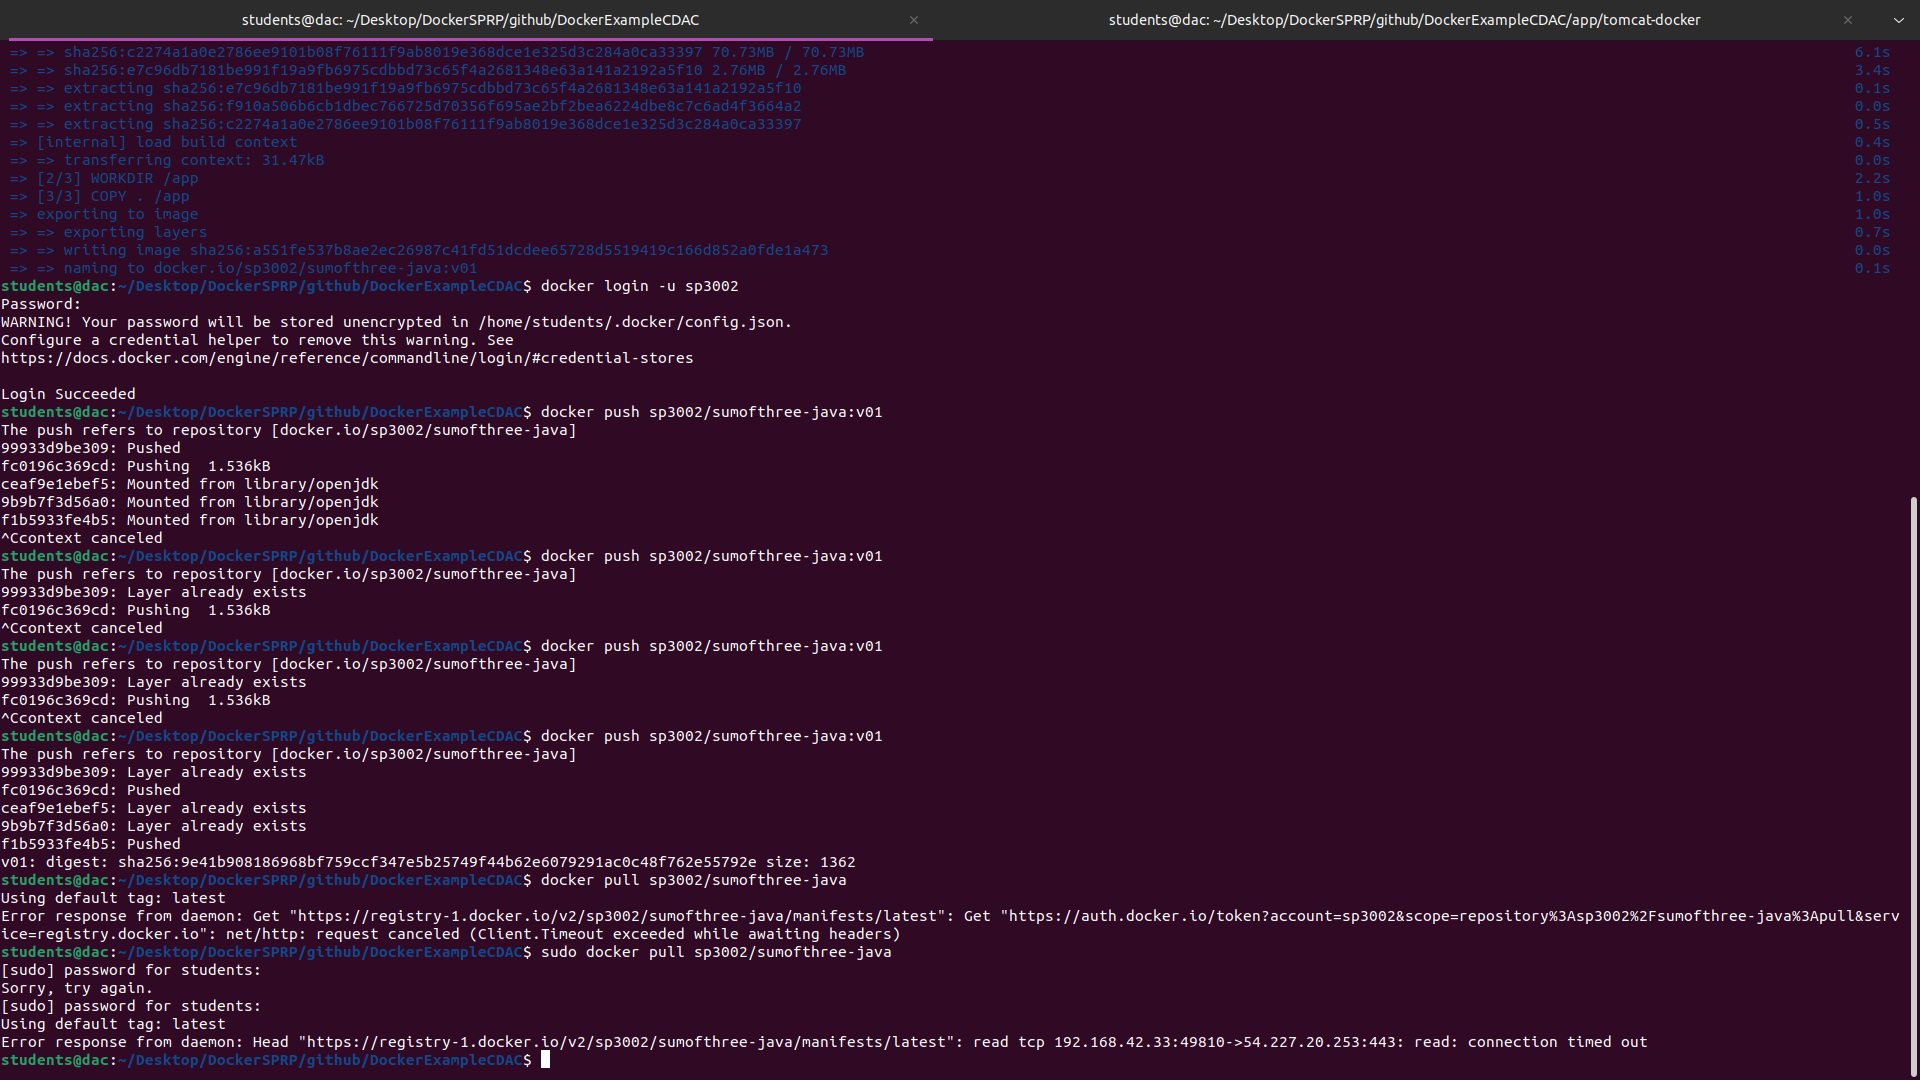 students@dac: ~/Desktop/DockerSPRP/github/DockerExampleCDAC
students@dac: ~/Desktop/DockerSPRP/github/DockerExampleCDAC/app/tomcat-docker
=> => sha256:c2274a1a0e2786ee9101b08f76111f9ab8019e368dce1e325d3c284a0ca33397 70.73MB / 70.73MB 6.1s
=> => sha256:e7c96db7181be991f19a9fb6975cdbbd73c65f4a2681348e63a141a2192a5f10 2.76MB / 2.76MB 3.4s
=> => extracting sha256:e7c96db7181be991f19a9fb6975cdbbd73c65f4a2681348e63a141a2192a5f10 0.1s
=> => extracting sha256:f910a506b6cb1dbec766725d70356f695ae2bf2bea6224dbe8c7c6ad4f3664a2 0.0s
=> => extracting sha256:c2274a1a0e2786ee9101b08f76111f9ab8019e368dce1e325d3c284a0ca33397 0.5s
=> [internal] load build context 0.4s
=> => transferring context: 31.47kB 0.0s
=> [2/3] WORKDIR /app 2.2s
=> [3/3] COPY . /app 1.0s
=> exporting to image 1.0s
=> => exporting layers 0.7s
=> => writing image sha256:a551fe537b8ae2ec26987c41fd51dcdee65728d5519419c166d852a0fde1a473 0.0s
=> => naming to docker.io/sp3002/sumofthree-java:v01 0.1s
students@dac:~/Desktop/DockerSPRP/github/DockerExampleCDAC$ docker login -u sp3002
Password:
WARNING! Your password will be stored unencrypted in /home/students/.docker/config.json.
Configure a credential helper to remove this warning. See
https://docs.docker.com/engine/reference/commandline/login/#credential-stores
Login Succeeded
students@dac:~/Desktop/DockerSPRP/github/DockerExampleCDAC$ docker push sp3002/sumofthree-java:v01
The push refers to repository [docker.io/sp3002/sumofthree-java]
99933d9be309: Pushed
fc0196c369cd: Pushing 1.536kB
ceaf9e1ebef5: Mounted from library/openjdk
9b9b7f3d56a0: Mounted from library/openjdk
f1b5933fe4b5: Mounted from library/openjdk
^Ccontext canceled
students@dac:~/Desktop/DockerSPRP/github/DockerExampleCDAC$ docker push sp3002/sumofthree-java:v01
The push refers to repository [docker.io/sp3002/sumofthree-java]
99933d9be309: Layer already exists
fc0196c369cd: Pushing 1.536kB
^Ccontext canceled
students@dac:~/Desktop/DockerSPRP/github/DockerExampleCDAC$ docker push sp3002/sumofthree-java:v01
The push refers to repository [docker.io/sp3002/sumofthree-java]
99933d9be309: Layer already exists
fc0196c369cd: Pushing 1.536kB
^Ccontext canceled
students@dac:~/Desktop/DockerSPRP/github/DockerExampleCDAC$ docker push sp3002/sumofthree-java:v01
The push refers to repository [docker.io/sp3002/sumofthree-java]
99933d9be309: Layer already exists
fc0196c369cd: Pushed
ceaf9e1ebef5: Layer already exists
9b9b7f3d56a0: Layer already exists
f1b5933fe4b5: Pushed
v01: digest: sha256:9e41b908186968bf759ccf347e5b25749f44b62e6079291ac0c48f762e55792e size: 1362
students@dac:~/Desktop/DockerSPRP/github/DockerExampleCDAC$ docker pull sp3002/sumofthree-java
Using default tag: latest
Error response from daemon: Get "https://registry-1.docker.io/v2/sp3002/sumofthree-java/manifests/latest": Get "https://auth.docker.io/token?account=sp3002&scope=repository%3Asp3002%2Fsumofthree-java%3Apull&serv
ice=registry.docker.io": net/http: request canceled (Client.Timeout exceeded while awaiting headers)
students@dac:~/Desktop/DockerSPRP/github/DockerExampleCDAC$ sudo docker pull sp3002/sumofthree-java
[sudo] password for students:
Sorry, try again.
[sudo] password for students:
Using default tag: latest
Error response from daemon: Head "https://registry-1.docker.io/v2/sp3002/sumofthree-java/manifests/latest": read tcp 192.168.42.33:49810->54.227.20.253:443: read: connection timed out
students@dac:~/Desktop/DockerSPRP/github/DockerExampleCDAC$